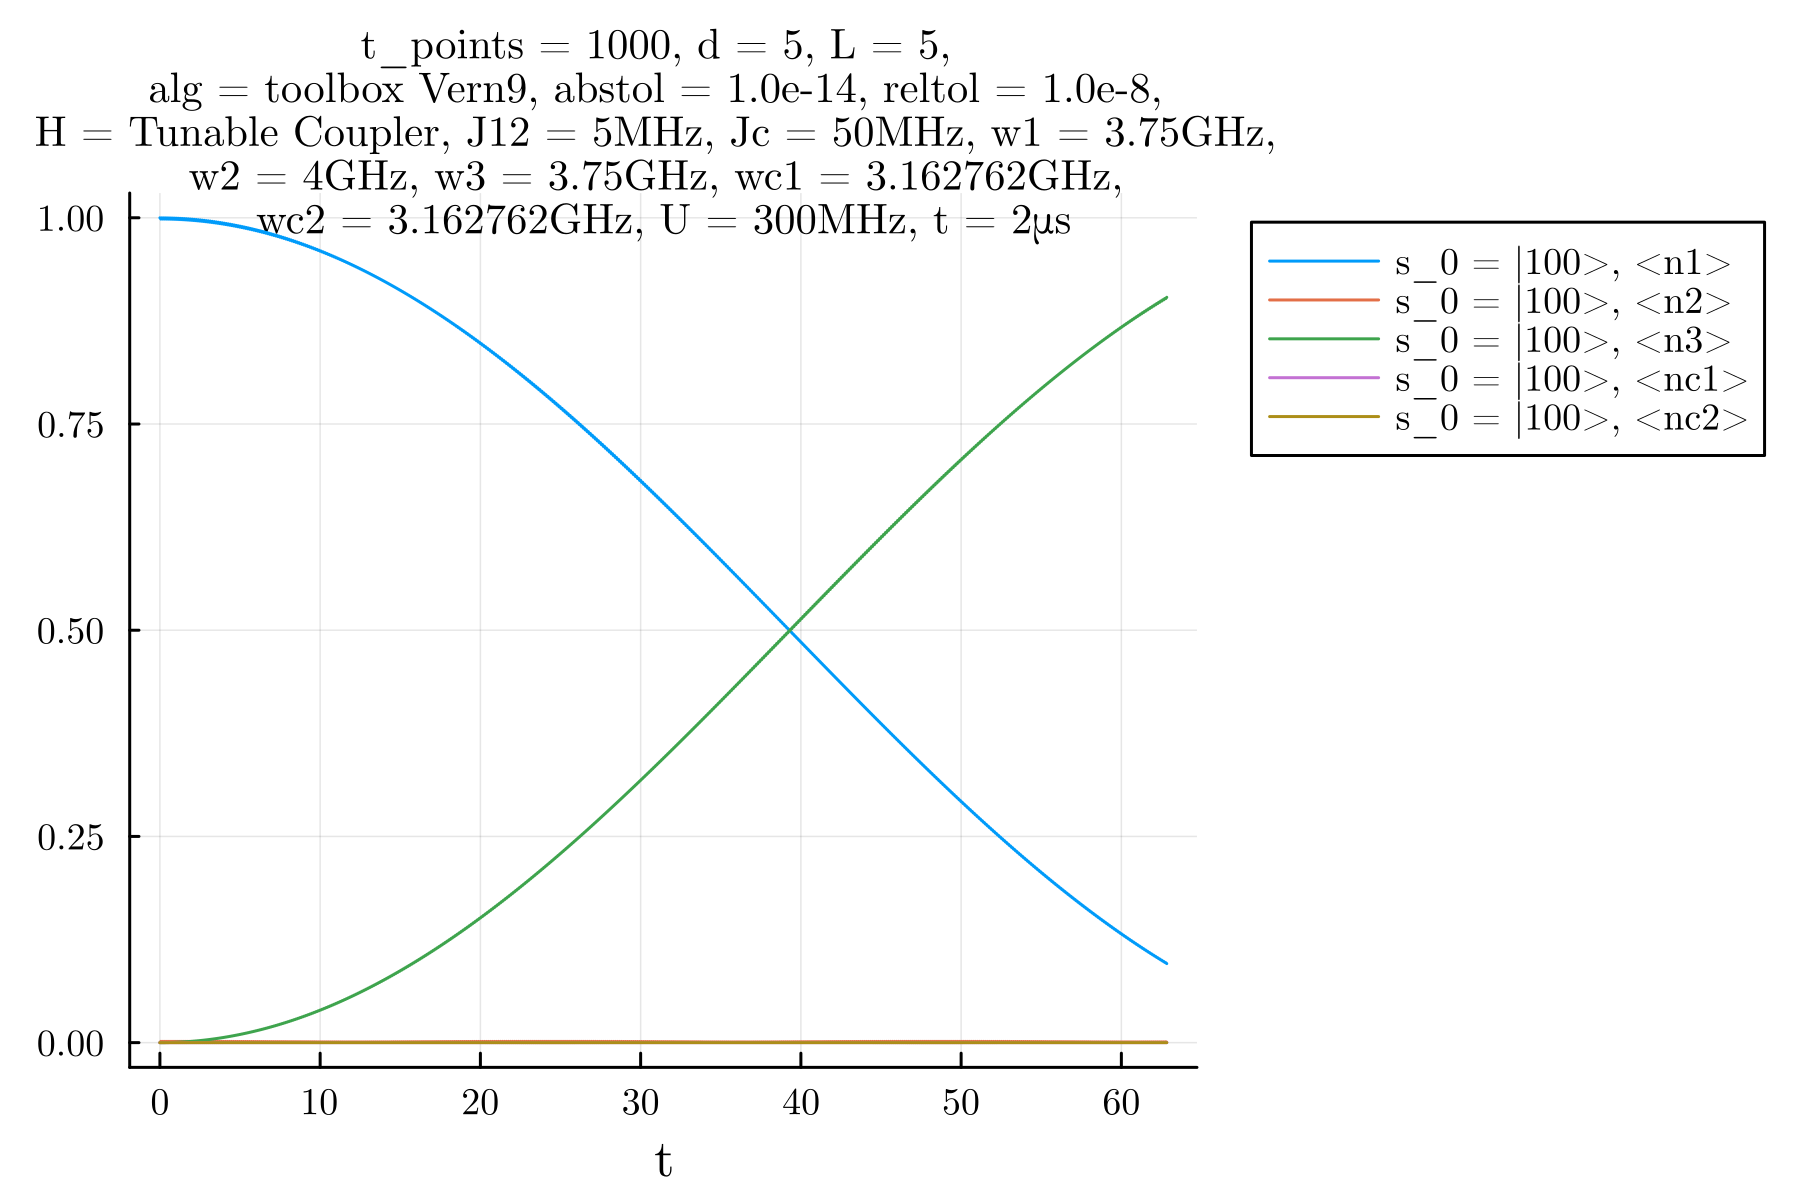 t_points = 1000, d = 5, L = 5,
alg = toolbox Vern9, abstol = 1.0e-14, reltol = 1.0e-8,
H = Tunable Coupler, J12 = 5MHz, Jc = 50MHz, w1 = 3.75GHz,
w2 = 4GHz, w3 = 3.75GHz, wc1 = 3.162762GHz,
wc2 = 3.162762GHz, U = 300MHz, t = 2μs
1.00
0.75
0.50
0.25
0.00
0 10 20 30 40 50 60
t
s_0 = |100>, <n1>
s_0 = |100>, <n2>
s_0 = |100>, <n3>
s_0 = |100>, <nc1>
s_0 = |100>, <nc2>